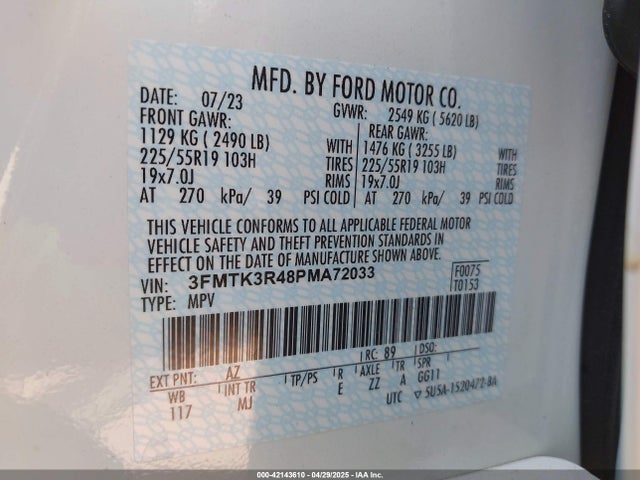 MFD. BY FORD MOTOR CO.
DATE: 07/23 GVWR: 2549 KG ( 5620 LB)
FRONT GAWR: REAR GAWR:
1129 KG ( 2490 LB) WITH 1476 KG ( 3255 LB) WITH
225/55R19 103H TIRES 225/55R19 103H TIRES
19x7.0J RIMS 19x7.0J RIMS
AT 270 kPa/ 39 PSI COLD AT 270 kPa/ 39 PSI COLD
THIS VEHICLE CONFORMS TO ALL APPLICABLE FEDERAL MOTOR
VEHICLE SAFETY AND THEFT PREVENTION STANDARDS IN
EFFECT ON THE DATE OF MANUFACTURE SHOWN ABOVE.
VIN: 3FMTK3R48PMA72033 F0075
TYPE: MPV T0153
RC: 89 DSO:
EXT PNT: AZ
WB INT TR TP/PS R AXLE TR SPR
117 MJ E ZZ A GG11
UTC ▽ 5U5A-1520472-BA
000-42143610 - 04/29/2025 - IAA Inc.